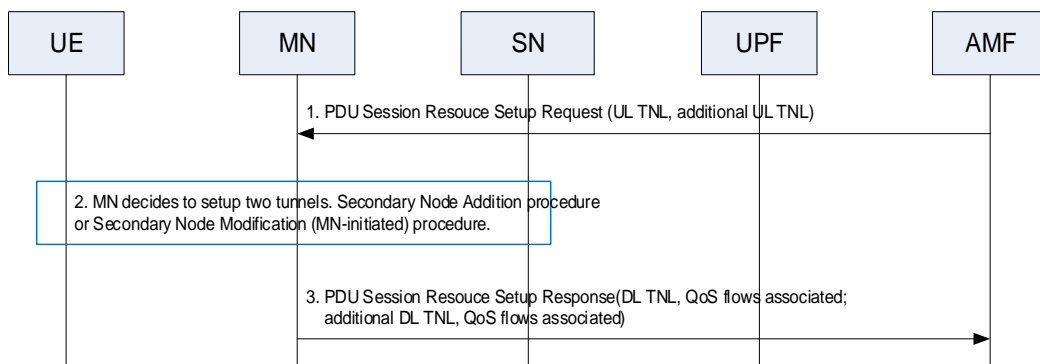 UE MN SN UPF AMF
1. PDU Session Resouce Setup Request (UL TNL, additional UL TNL)
2. MN decides to setup two tunnels. Secondary Node Addition procedure
or Secondary Node Modification (MN-initiated) procedure.
3. PDU Session Resouce Setup Response(DL TNL, QoS flows associated;
additional DL TNL, QoS flows associated)